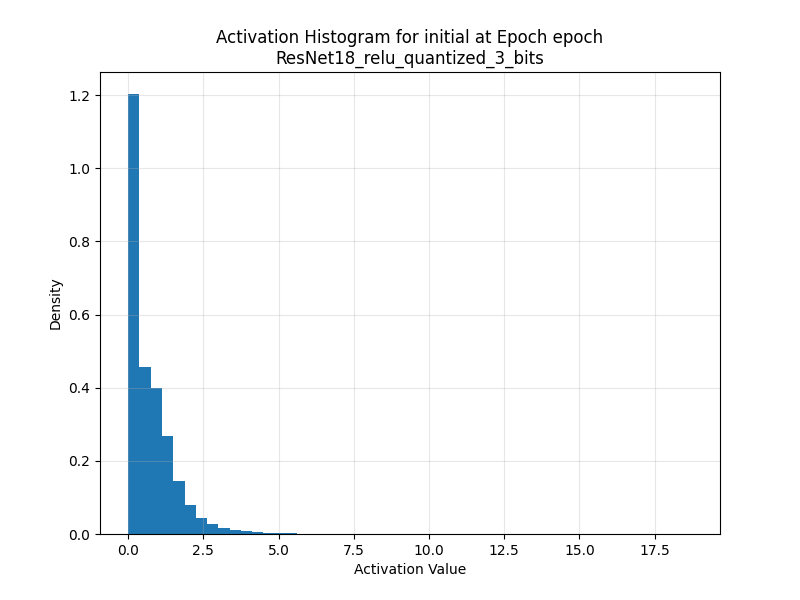 Activation Histogram for initial at Epoch epoch
ResNet18_relu_quantized_3_bits
1.2
1.0
0.8
0.6
0.4
0.2
0.0
Density
0.0 2.5 5.0 7.5 10.0 12.5 15.0 17.5
Activation Value